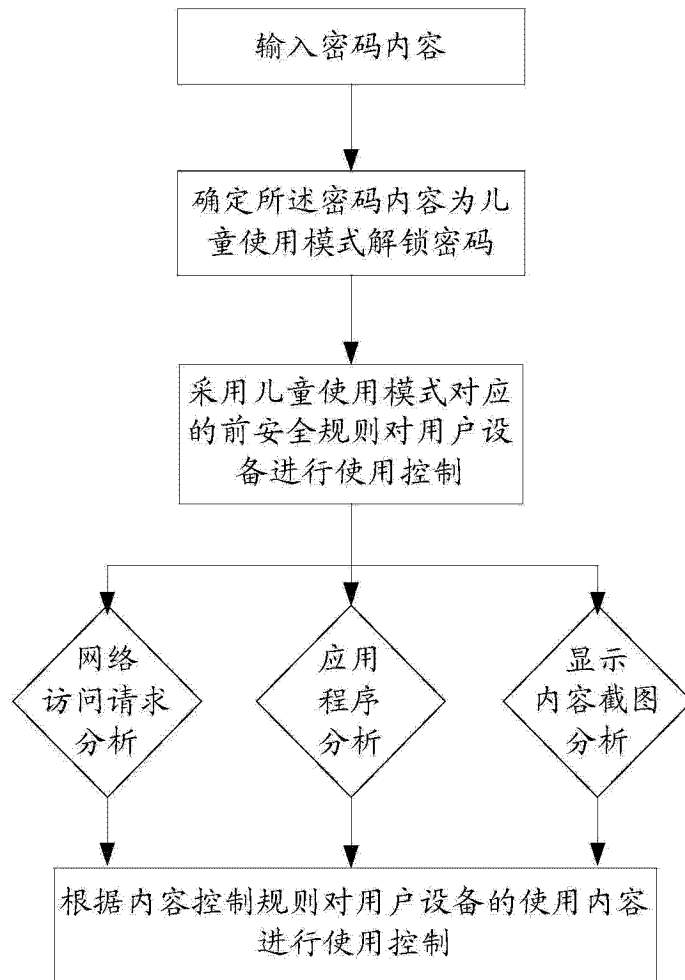 输入密码内容
确定所述密码内容为儿
童使用模式解锁密码
采用儿童使用模式对应
的前安全规则对用户设
备进行使用控制
网络
访问请求
分析
应用
程序
分析
显示
内容截图
分析
根据内容控制规则对用户设备的使用内容
进行使用控制